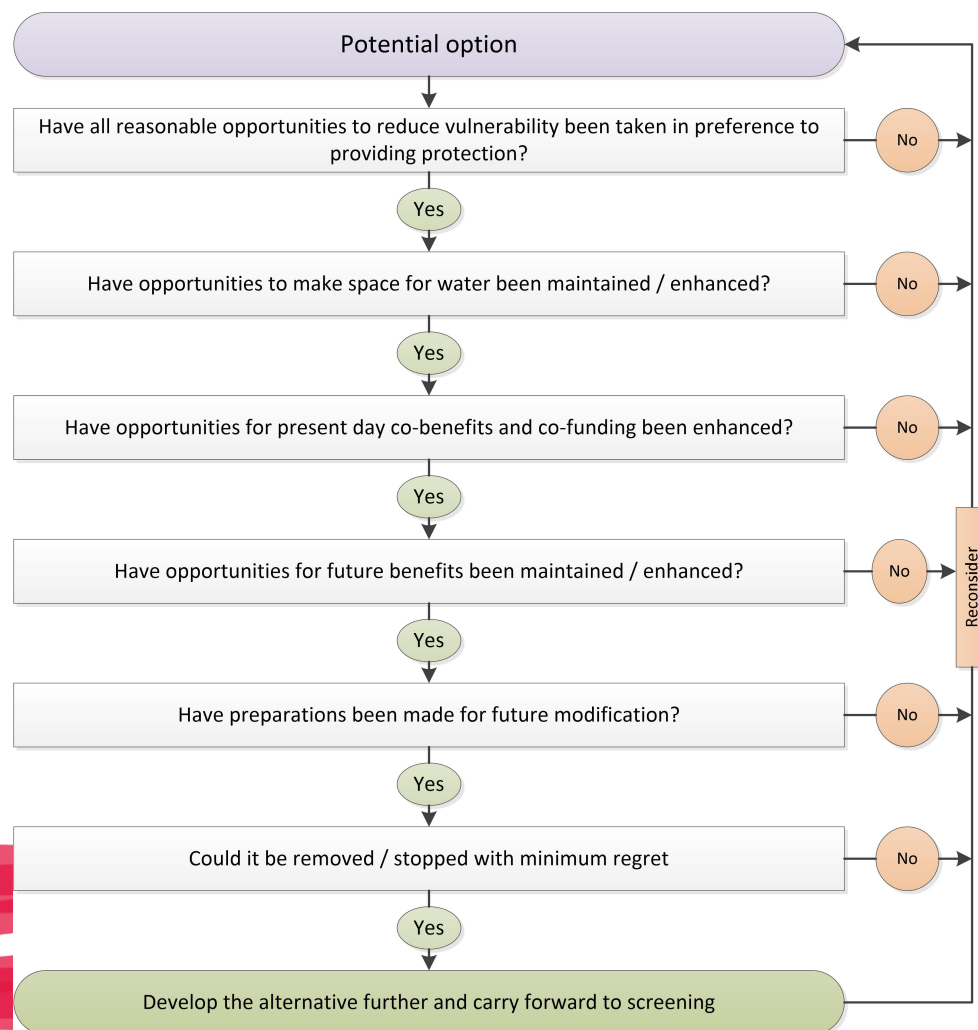 Potential option
Have all reasonable opportunities to reduce vulnerability been taken in preference to
providing protection?
No
Yes
Have opportunities to make space for water been maintained / enhanced?
No
Yes
Have opportunities for present day co-benefits and co-funding been enhanced?
No
Yes
Have opportunities for future benefits been maintained / enhanced?
No
Reconsider
Yes
Have preparations been made for future modification?
No
Yes
Could it be removed / stopped with minimum regret
No
Yes
Develop the alternative further and carry forward to screening